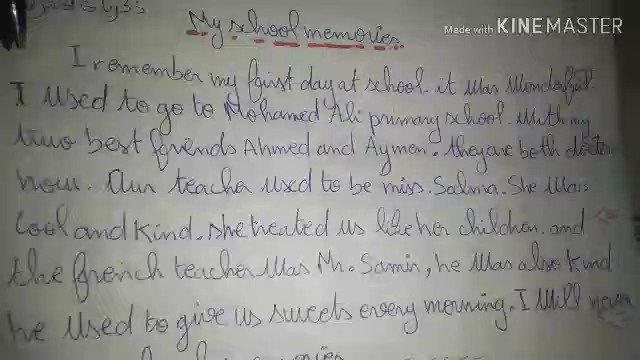 Made with KINEMASTER
My school memories.
I remember my first day at school. it was wonderful.
I used to go to Mohamed Ali primary school. With my
two best friends Ahmed and Aymen. they are both
now. Our teacher used to be miss. Salma. She was
Cool and Kind. she treated us like her children. and
the french teacher was Mr. Samir, he was also Kind
he used to give us sweets every morning. I will never